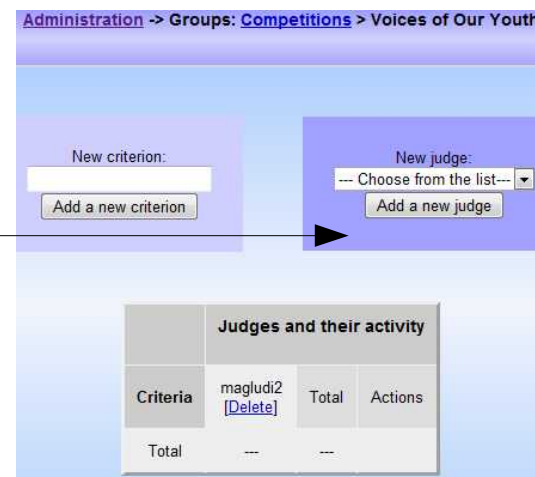 Administration -> Groups: Competitions > Voices of Our Youth
New criterion:
Add a new criterion
New judge:
--- Choose from the list---
Add a new judge
Judges and their activity
Criteria magludi2 [Delete] Total Actions
Total --- ---